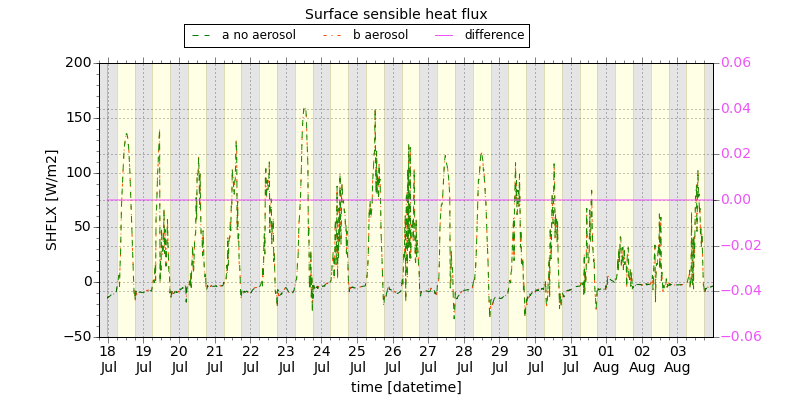 Surface sensible heat flux
a no aerosol b aerosol difference
200 0.06
150 0.04
100 0.02
50 0.00
0 −0.02
−50 −0.04
−0.06
SHFLX [W/m2]
18 19 20 21 22 23 24 25 26 27 28 29 30 31 01 02 03
Jul Jul Jul Jul Jul Jul Jul Jul Jul Jul Jul Jul Jul Jul Aug Aug Aug
time [datetime]